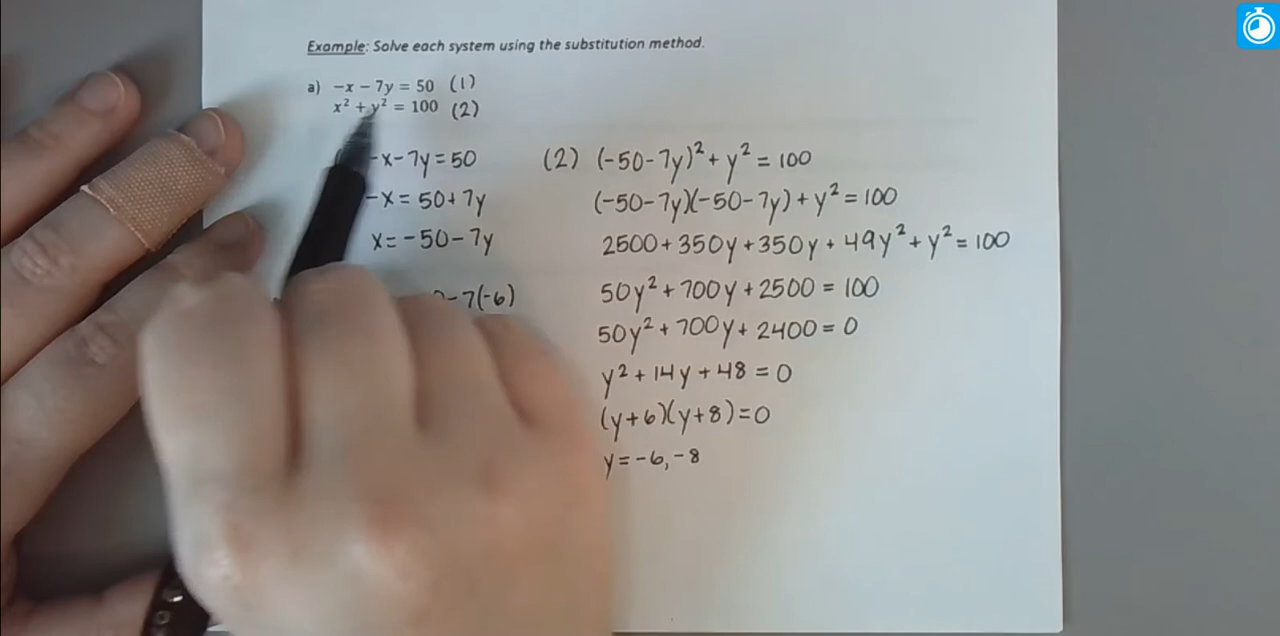 Example: Solve each system using the substitution method.
a) −x − 7y = 50 (1)
x² + y² = 100 (2)
-x-7y=50
-x = 50+7y
x=-50-7y
-7(-6)
(2) (-50-7y)² + y² = 100
(-50-7y)(-50-7y) + y² = 100
2500+350y+350y+49y²+y²=100
50y²+700y+2500=100
50y²+700y+2400=0
y²+14y+48=0
(y+6)(y+8)=0
y=-6,-8